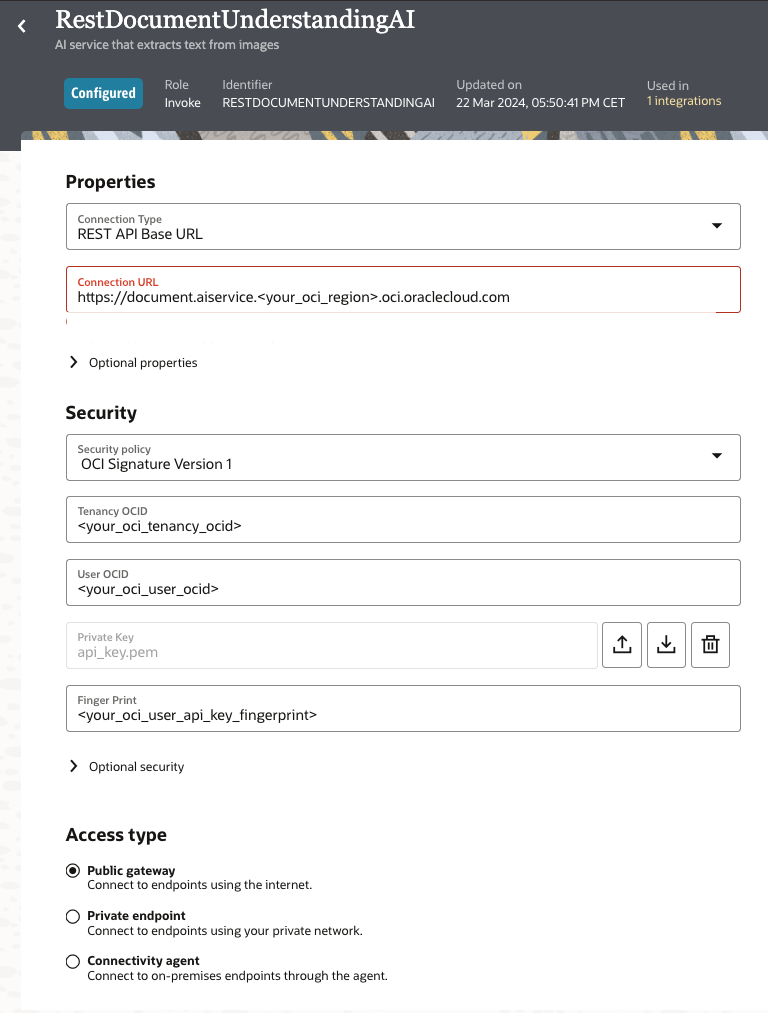 RestDocumentUnderstandingAI
AI service that extracts text from images
Configured
Role
Invoke
Identifier
RESTDOCUMENTUNDERSTANDINGAI
Updated on
22 Mar 2024, 05:50:41 PM CET
Used in
1 integrations
Properties
Connection Type
REST API Base URL
Connection URL
https://document.aiservice.<your_oci_region>.oci.oraclecloud.com
Optional properties
Security
Security policy
OCI Signature Version 1
Tenancy OCID
<your_oci_tenancy_ocid>
User OCID
<your_oci_user_ocid>
Private Key
api_key.pem
Finger Print
<your_oci_user_api_key_fingerprint>
Optional security
Access type
Public gateway
Connect to endpoints using the internet.
Private endpoint
Connect to endpoints using your private network.
Connectivity agent
Connect to on-premises endpoints through the agent.